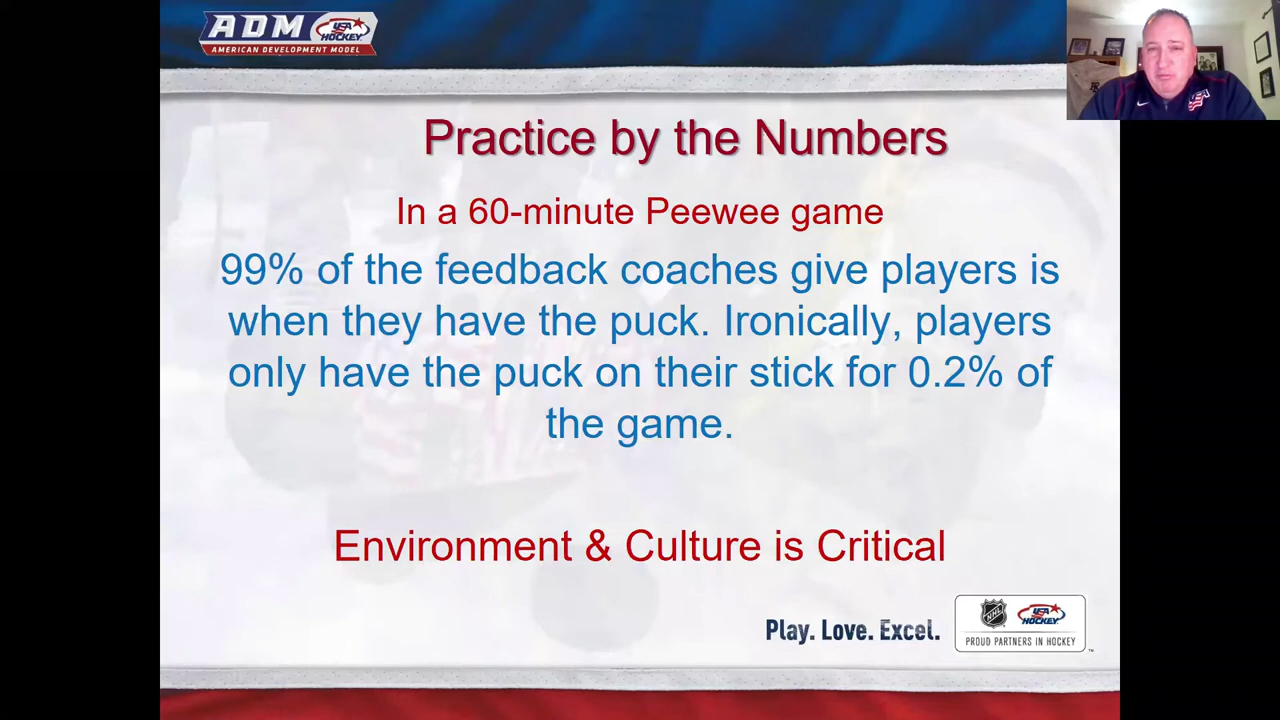 ADM
USA
HOCKEY
AMERICAN DEVELOPMENT MODEL
Practice by the Numbers
In a 60-minute Peewee game
99% of the feedback coaches give players is
when they have the puck. Ironically, players
only have the puck on their stick for 0.2% of
the game.
Environment & Culture is Critical
Play. Love. Excel.
NHL
USA
HOCKEY
PROUD PARTNERS IN HOCKEY
™